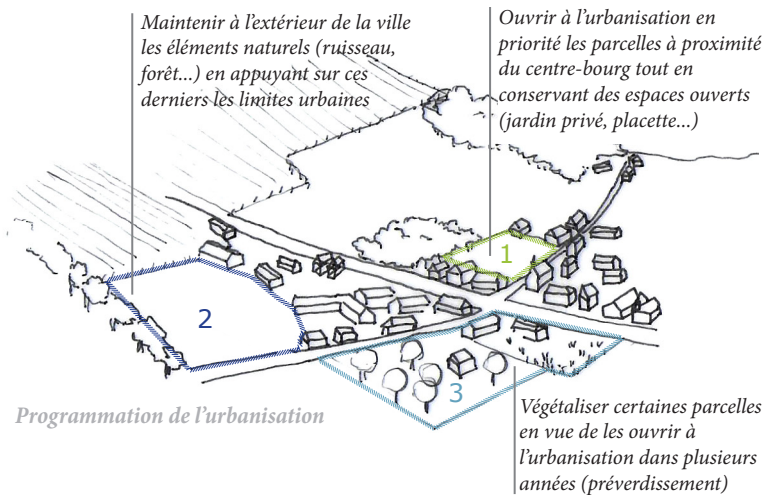 Maintenir à l'extérieur de la ville
les éléments naturels (ruisseau,
forêt...) en appuyant sur ces
derniers les limites urbaines
Ouvrir à l'urbanisation en
priorité les parcelles à proximité
du centre-bourg tout en
conservant des espaces ouverts
(jardin privé, placette...)
1
2
3
Programmation de l'urbanisation
Végétaliser certaines parcelles
en vue de les ouvrir à
l'urbanisation dans plusieurs
années (préverdissement)